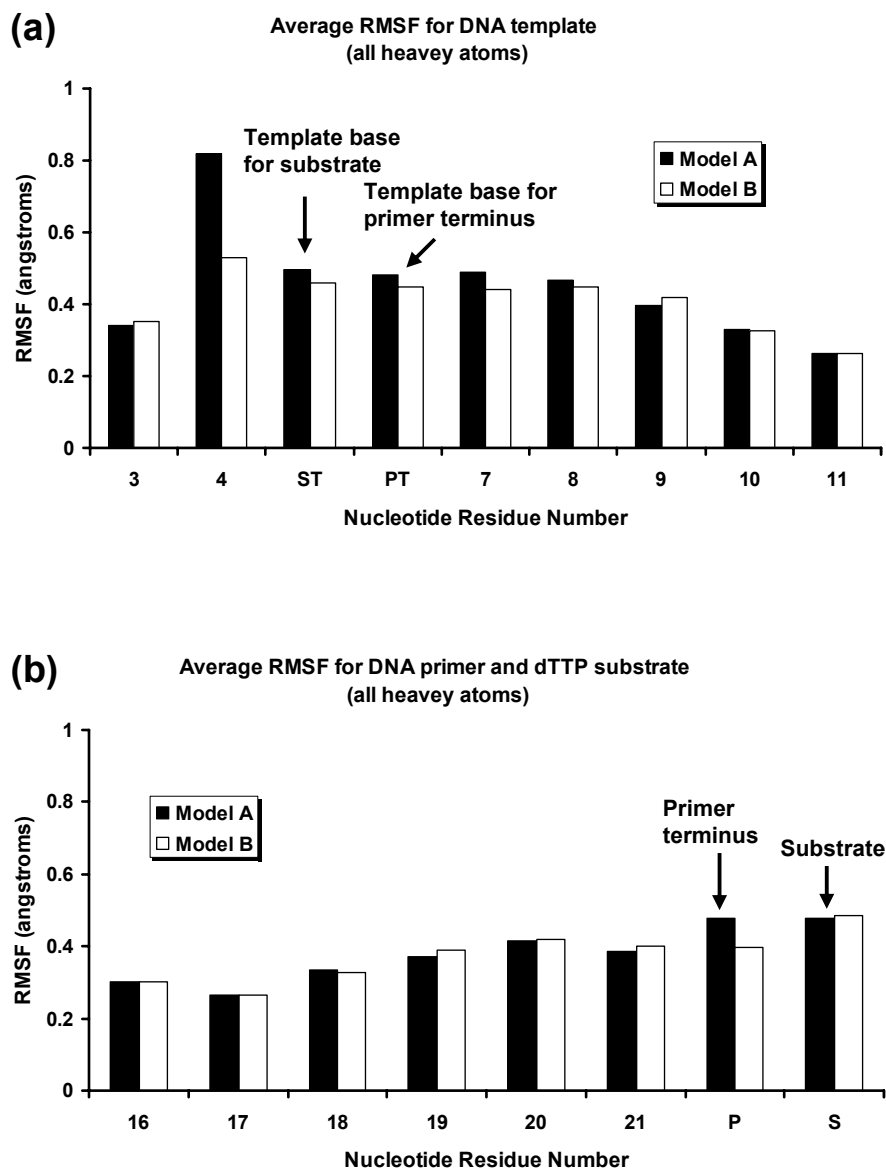 (a)
Average RMSF for DNA template
(all heavey atoms)
1
0.8
0.6
0.4
0.2
0
RMSF (angstroms)
Template base
for substrate
Template base for
primer terminus
Model A
Model B
3 4 ST PT 7 8 9 10 11
Nucleotide Residue Number
(b)
Average RMSF for DNA primer and dTTP substrate
(all heavey atoms)
1
0.8
0.6
0.4
0.2
0
RMSF (angstroms)
Model A
Model B
Primer
terminus
Substrate
16 17 18 19 20 21 P S
Nucleotide Residue Number